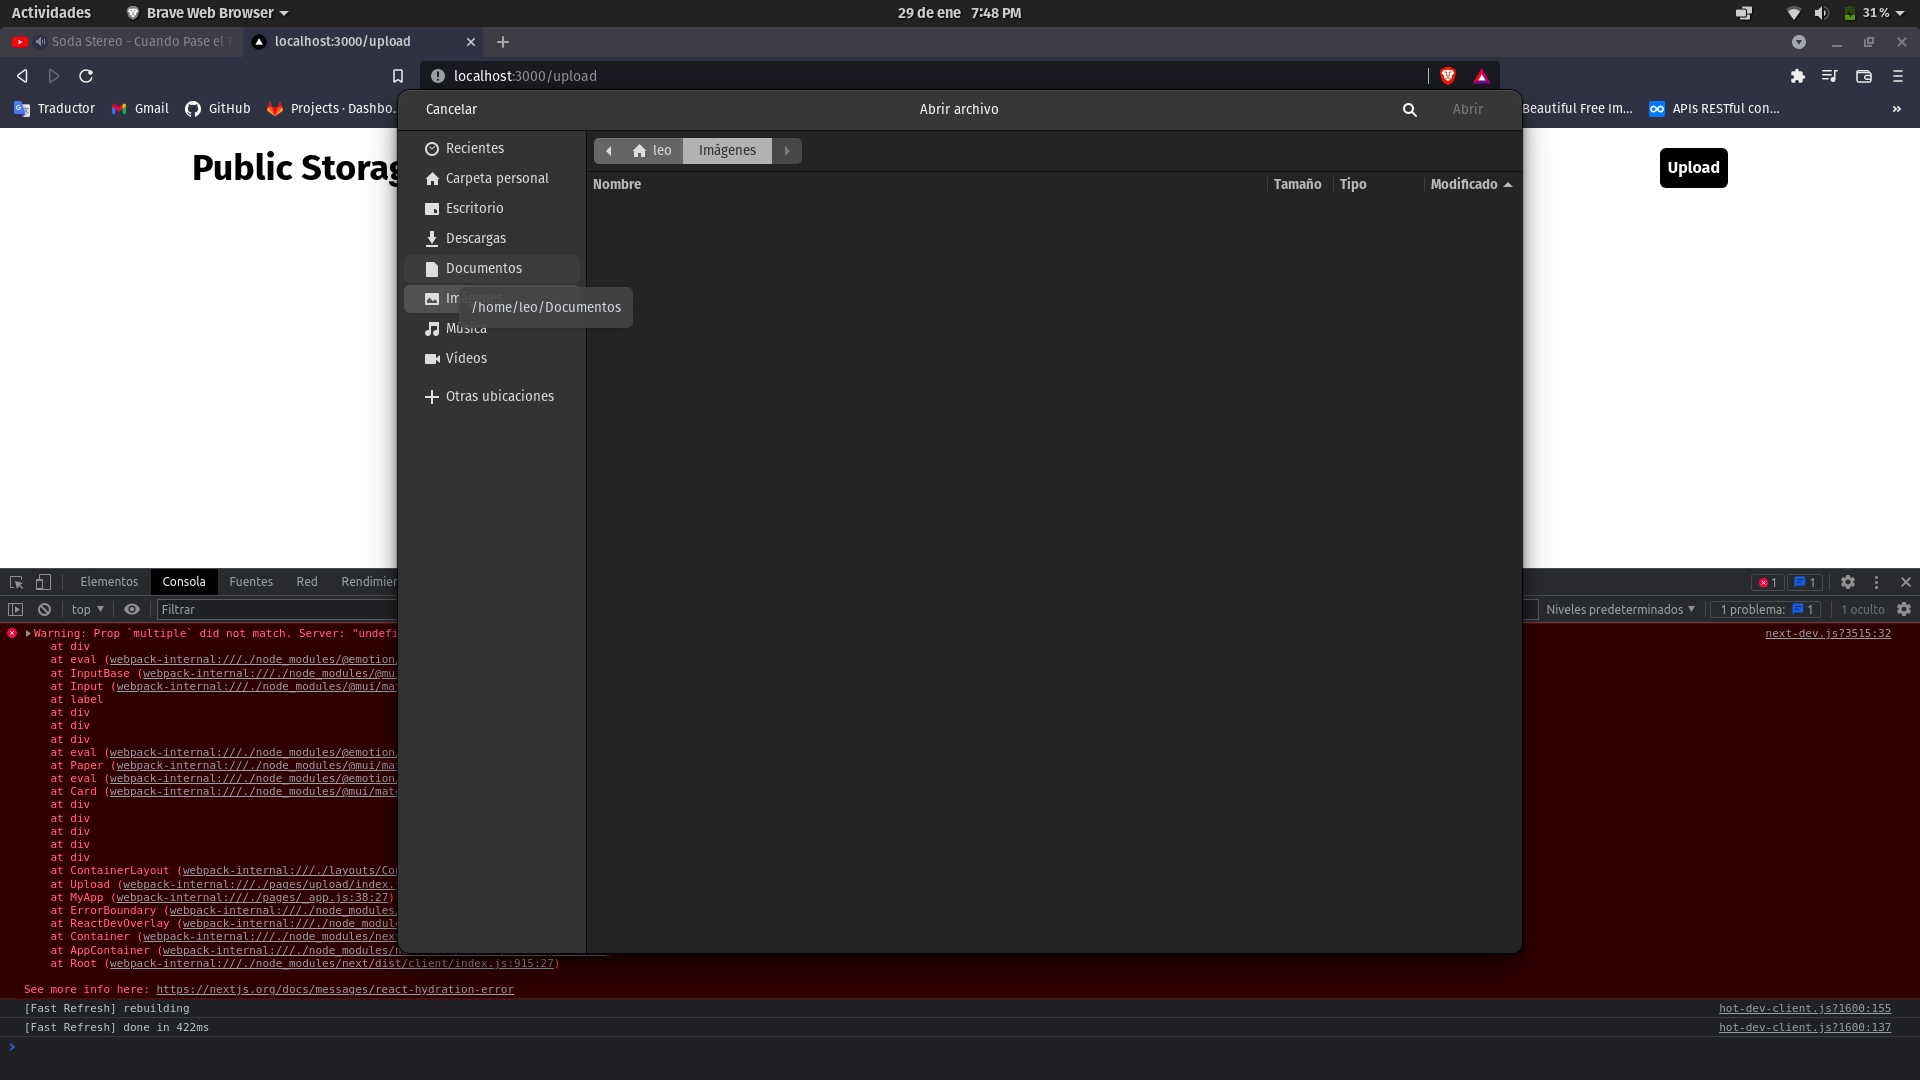 Actividades
Brave Web Browser
29 de ene 7:48 PM
31 %
Soda Stereo - Cuando Pase el T
localhost:3000/upload
localhost:3000/upload
Traductor
Gmail
GitHub
Projects · Dashbo...
Beautiful Free Im...
APIs RESTful con...
»
Cancelar
Abrir archivo
Abrir
Public Storag
Upload
Recientes
Carpeta personal
Escritorio
Descargas
Documentos
Imágenes
/home/leo/Documentos
Música
Vídeos
Otras ubicaciones
leo
Imágenes
Nombre
Tamaño
Tipo
Modificado
Elementos
Consola
Fuentes
Red
Rendimien
1
1
top
Filtrar
Niveles predeterminados
1 problema: 1
1 oculto
Warning: Prop `multiple` did not match. Server: "undefi
next-dev.js?3515:32
at div
at eval (webpack-internal:///./node_modules/@emotion
at InputBase (webpack-internal:///./node_modules/@mu
at Input (webpack-internal:///./node_modules/@mui/ma
at label
at div
at div
at div
at eval (webpack-internal:///./node_modules/@emotion
at Paper (webpack-internal:///./node_modules/@mui/ma
at eval (webpack-internal:///./node_modules/@emotion
at Card (webpack-internal:///./node_modules/@mui/mat
at div
at div
at div
at div
at div
at ContainerLayout (webpack-internal:///./layouts/Co
at Upload (webpack-internal:///./pages/upload/index.
at MyApp (webpack-internal:///./pages/_app.js:38:27)
at ErrorBoundary (webpack-internal:///./node_modules
at ReactDevOverlay (webpack-internal:///./node_modul
at Container (webpack-internal:///./node_modules/nex
at AppContainer (webpack-internal:///./node_modules/n
at Root (webpack-internal:///./node_modules/next/dist/client/index.js:915:27)
See more info here: https://nextjs.org/docs/messages/react-hydration-error
[Fast Refresh] rebuilding
hot-dev-client.js?1600:155
[Fast Refresh] done in 422ms
hot-dev-client.js?1600:137